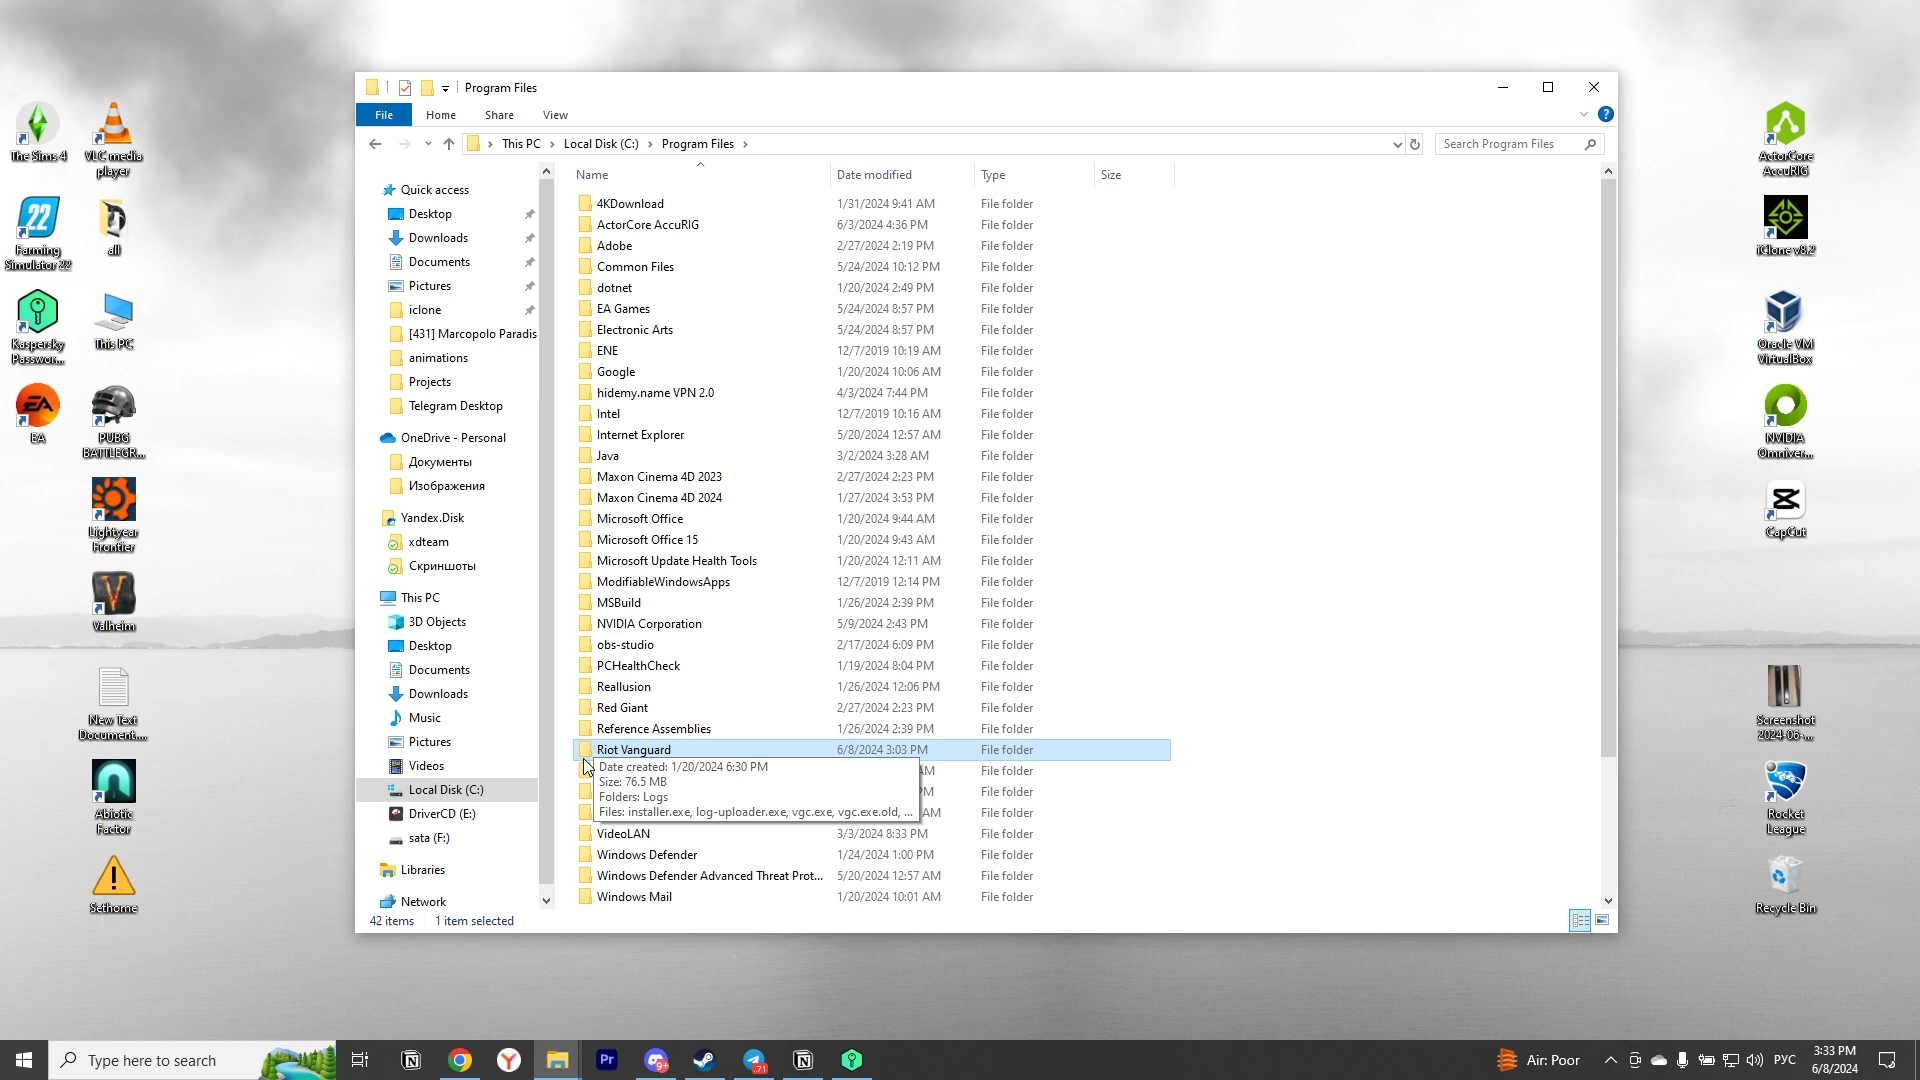 Program Files
File
Home
Share
View
This PC
Local Disk (C:)
Program Files
Search Program Files
Name
Date modified
Type
Size
Quick access
Desktop
Downloads
Documents
Pictures
iclone
[431] Marcopolo Paradis
animations
Projects
Telegram Desktop
OneDrive - Personal
Документы
Изображения
Yandex.Disk
xdteam
Скриншоты
This PC
3D Objects
Desktop
Documents
Downloads
Music
Pictures
Videos
Local Disk (C:)
DriverCD (E:)
sata (F:)
Libraries
Network
4KDownload 1/31/2024 9:41 AM File folder
ActorCore AccuRIG 6/3/2024 4:36 PM File folder
Adobe 2/27/2024 2:19 PM File folder
Common Files 5/24/2024 10:12 PM File folder
dotnet 1/20/2024 2:49 PM File folder
EA Games 5/24/2024 8:57 PM File folder
Electronic Arts 5/24/2024 8:57 PM File folder
ENE 12/7/2019 10:19 AM File folder
Google 1/20/2024 10:06 AM File folder
hidemy.name VPN 2.0 4/3/2024 7:44 PM File folder
Intel 12/7/2019 10:16 AM File folder
Internet Explorer 5/20/2024 12:57 AM File folder
Java 3/2/2024 3:28 AM File folder
Maxon Cinema 4D 2023 2/27/2024 2:23 PM File folder
Maxon Cinema 4D 2024 1/27/2024 3:53 PM File folder
Microsoft Office 1/20/2024 9:44 AM File folder
Microsoft Office 15 1/20/2024 9:43 AM File folder
Microsoft Update Health Tools 1/20/2024 12:11 AM File folder
ModifiableWindowsApps 12/7/2019 12:14 PM File folder
MSBuild 1/26/2024 2:39 PM File folder
NVIDIA Corporation 5/9/2024 2:43 PM File folder
obs-studio 2/17/2024 6:09 PM File folder
PCHealthCheck 1/19/2024 8:04 PM File folder
Reallusion 1/26/2024 12:06 PM File folder
Red Giant 2/27/2024 2:23 PM File folder
Reference Assemblies 1/26/2024 2:39 PM File folder
Riot Vanguard 6/8/2024 3:03 PM File folder
Date created: 1/20/2024 6:30 PM
Size: 76.5 MB
Folders: Logs
Files: installer.exe, log-uploader.exe, vgc.exe, vgc.exe.old, ...
AM File folder
PM File folder
AM File folder
VideoLAN 3/3/2024 8:33 PM File folder
Windows Defender 1/24/2024 1:00 PM File folder
Windows Defender Advanced Threat Prot... 5/20/2024 12:57 AM File folder
Windows Mail 1/20/2024 10:01 AM File folder
42 items
1 item selected
The Sims 4
VLC media
player
22
Farming
Simulator 22
all
Kaspersky
Passwor...
This PC
EA
EA
PUBG
BATTLEGR...
Lightyear
Frontier
Valheim
New Text
Document....
Abiotic
Factor
Sethome
ActorCore
AccuRIG
iClone v8.2
Oracle VM
VirtualBox
NVIDIA
Omniver...
CapCut
Screenshot
2024-06-...
Rocket
League
Recycle Bin
Type here to search
Pr
9+
71
Air: Poor
РУС
3:33 PM
6/8/2024